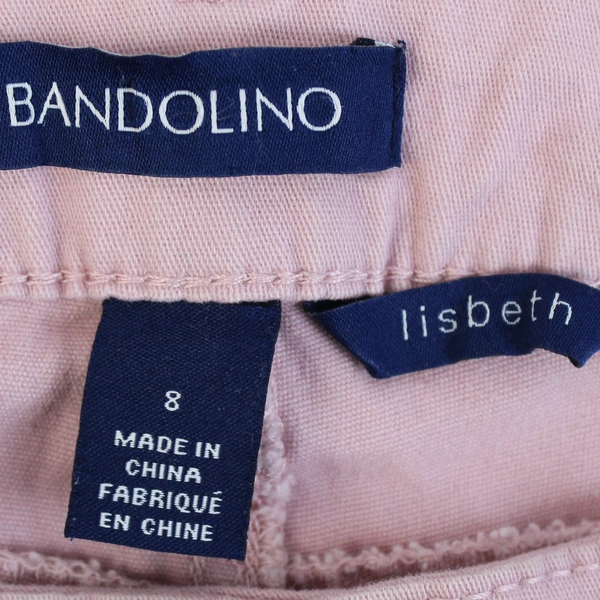 BANDOLINO
lisbeth
8
MADE IN
CHINA
FABRIQUÉ
EN CHINE